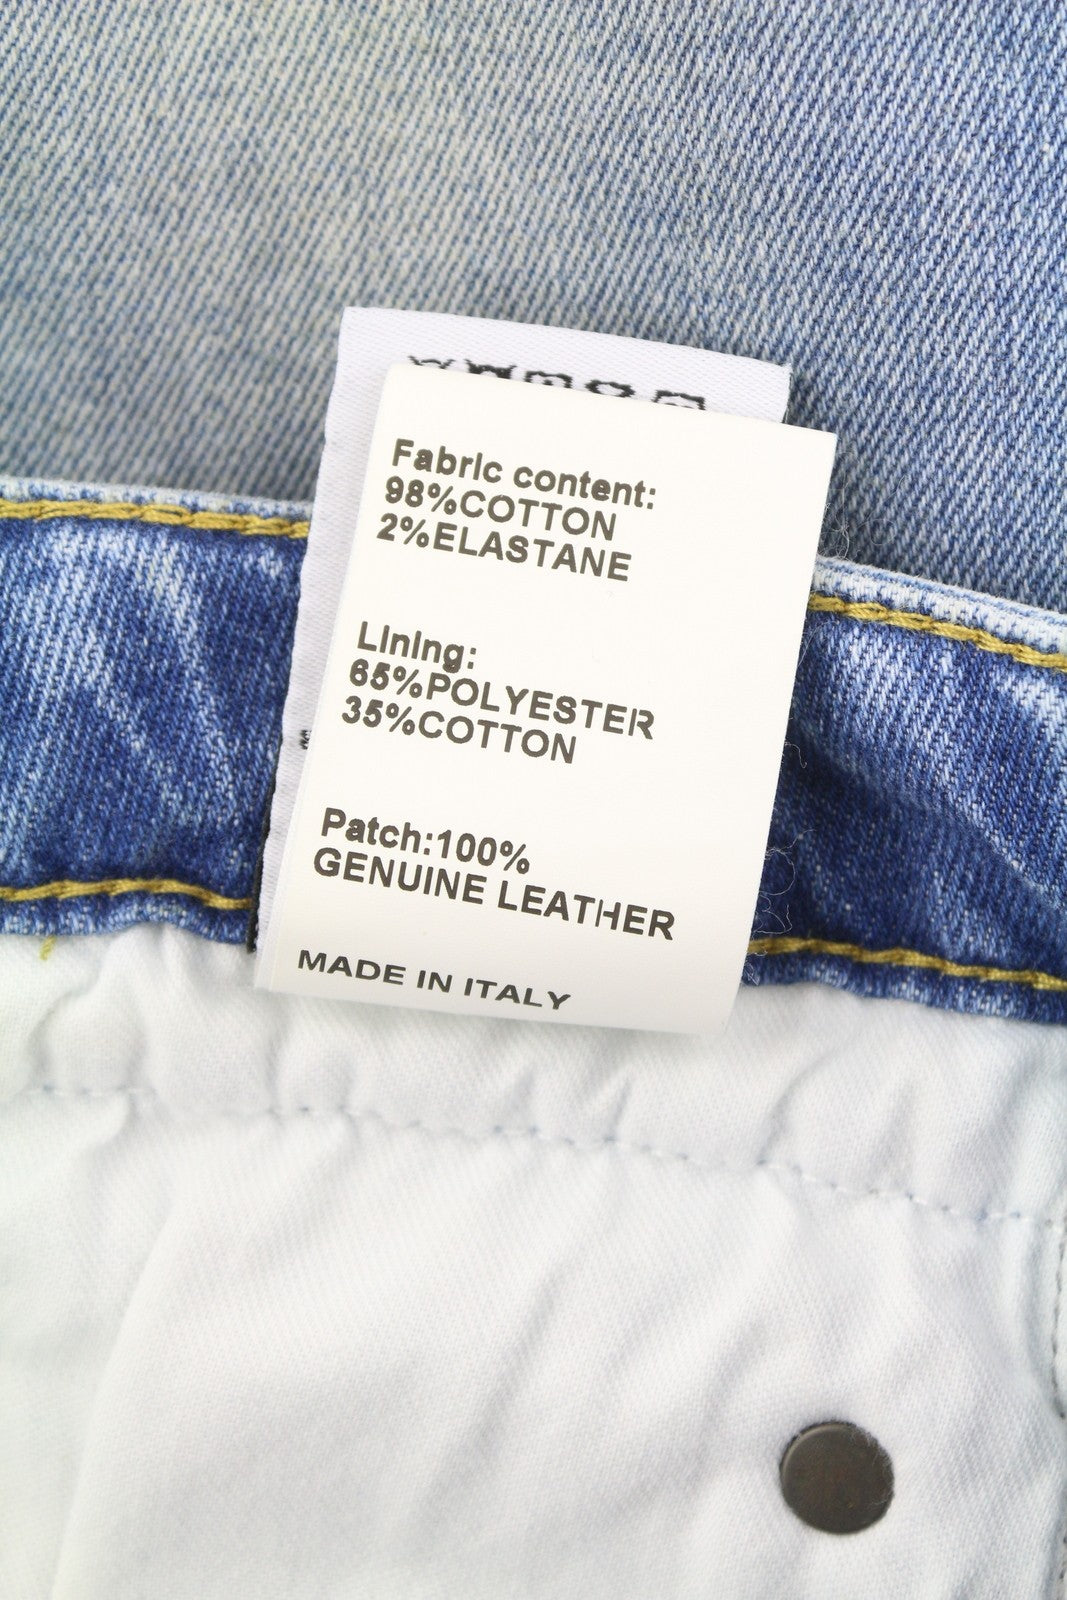 Fabric content:
98%COTTON
2%ELASTANE
Lining:
65%POLYESTER
35%COTTON
Patch:100%
GENUINE LEATHER
MADE IN ITALY